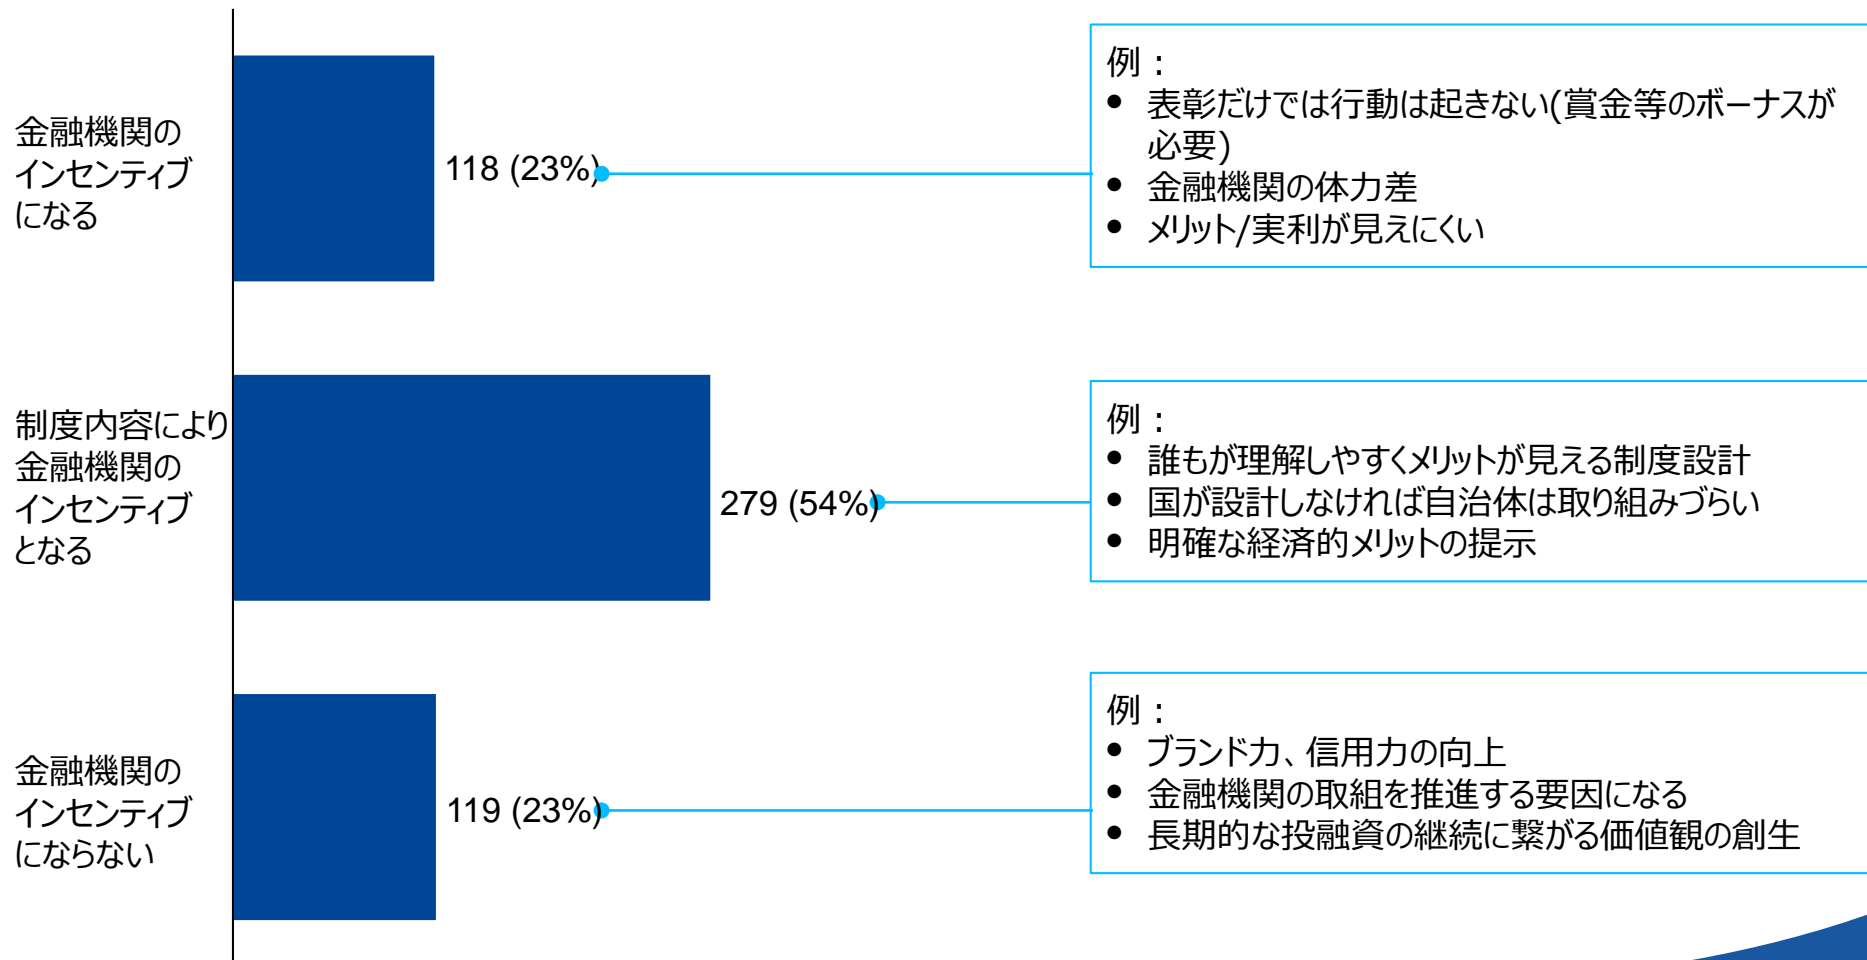 金融機関の
インセンティブ
になる
118 (23%)
例：
• 表彰だけでは行動は起きない(賞金等のボーナスが
必要)
• 金融機関の体力差
• メリット/実利が見えにくい
制度内容により
金融機関の
インセンティブ
となる
279 (54%)
例：
• 誰もが理解しやすくメリットが見える制度設計
• 国が設計しなければ自治体は取り組みづらい
• 明確な経済的メリットの提示
金融機関の
インセンティブ
にならない
119 (23%)
例：
• ブランド力、信用力の向上
• 金融機関の取組を推進する要因になる
• 長期的な投融資の継続に繋がる価値観の創生